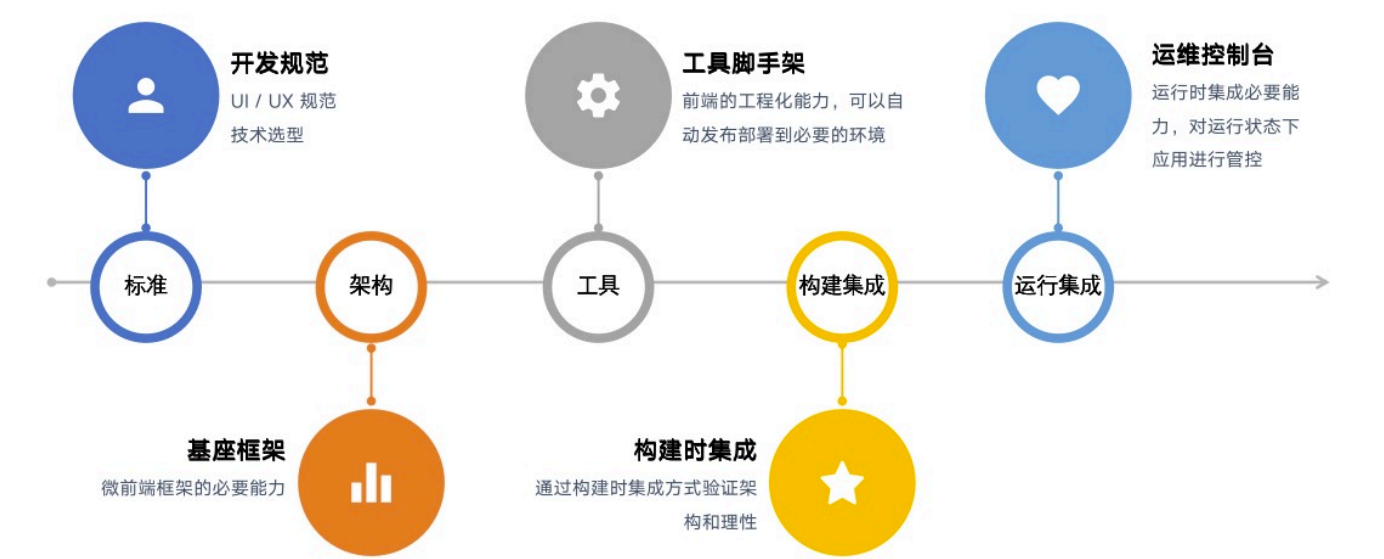 开发规范
UI / UX 规范
技术选型
工具脚手架
前端的工程化能力，可以自
动发布部署到必要的环境
运维控制台
运行时集成必要能
力，对运行状态下
应用进行管控
标准
架构
工具
构建集成
运行集成
基座框架
微前端框架的必要能力
构建时集成
通过构建时集成方式验证架
构和理性